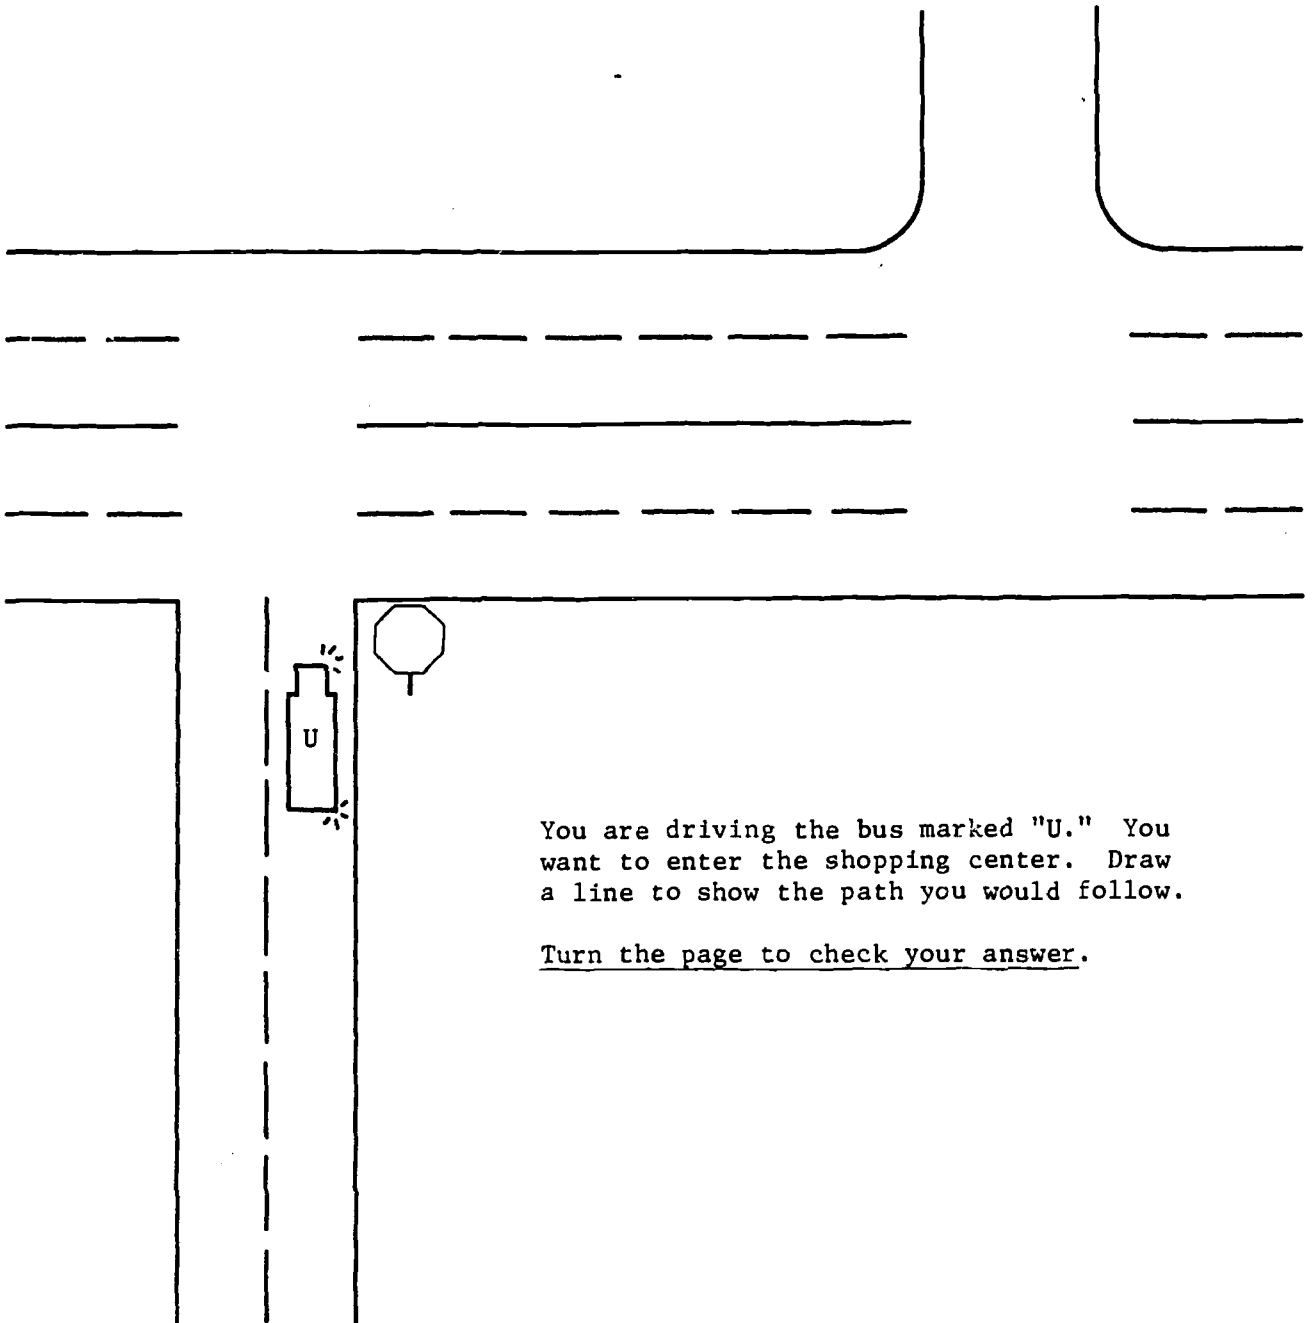 U
You are driving the bus marked "U." You
want to enter the shopping center. Draw
a line to show the path you would follow.
Turn the page to check your answer.